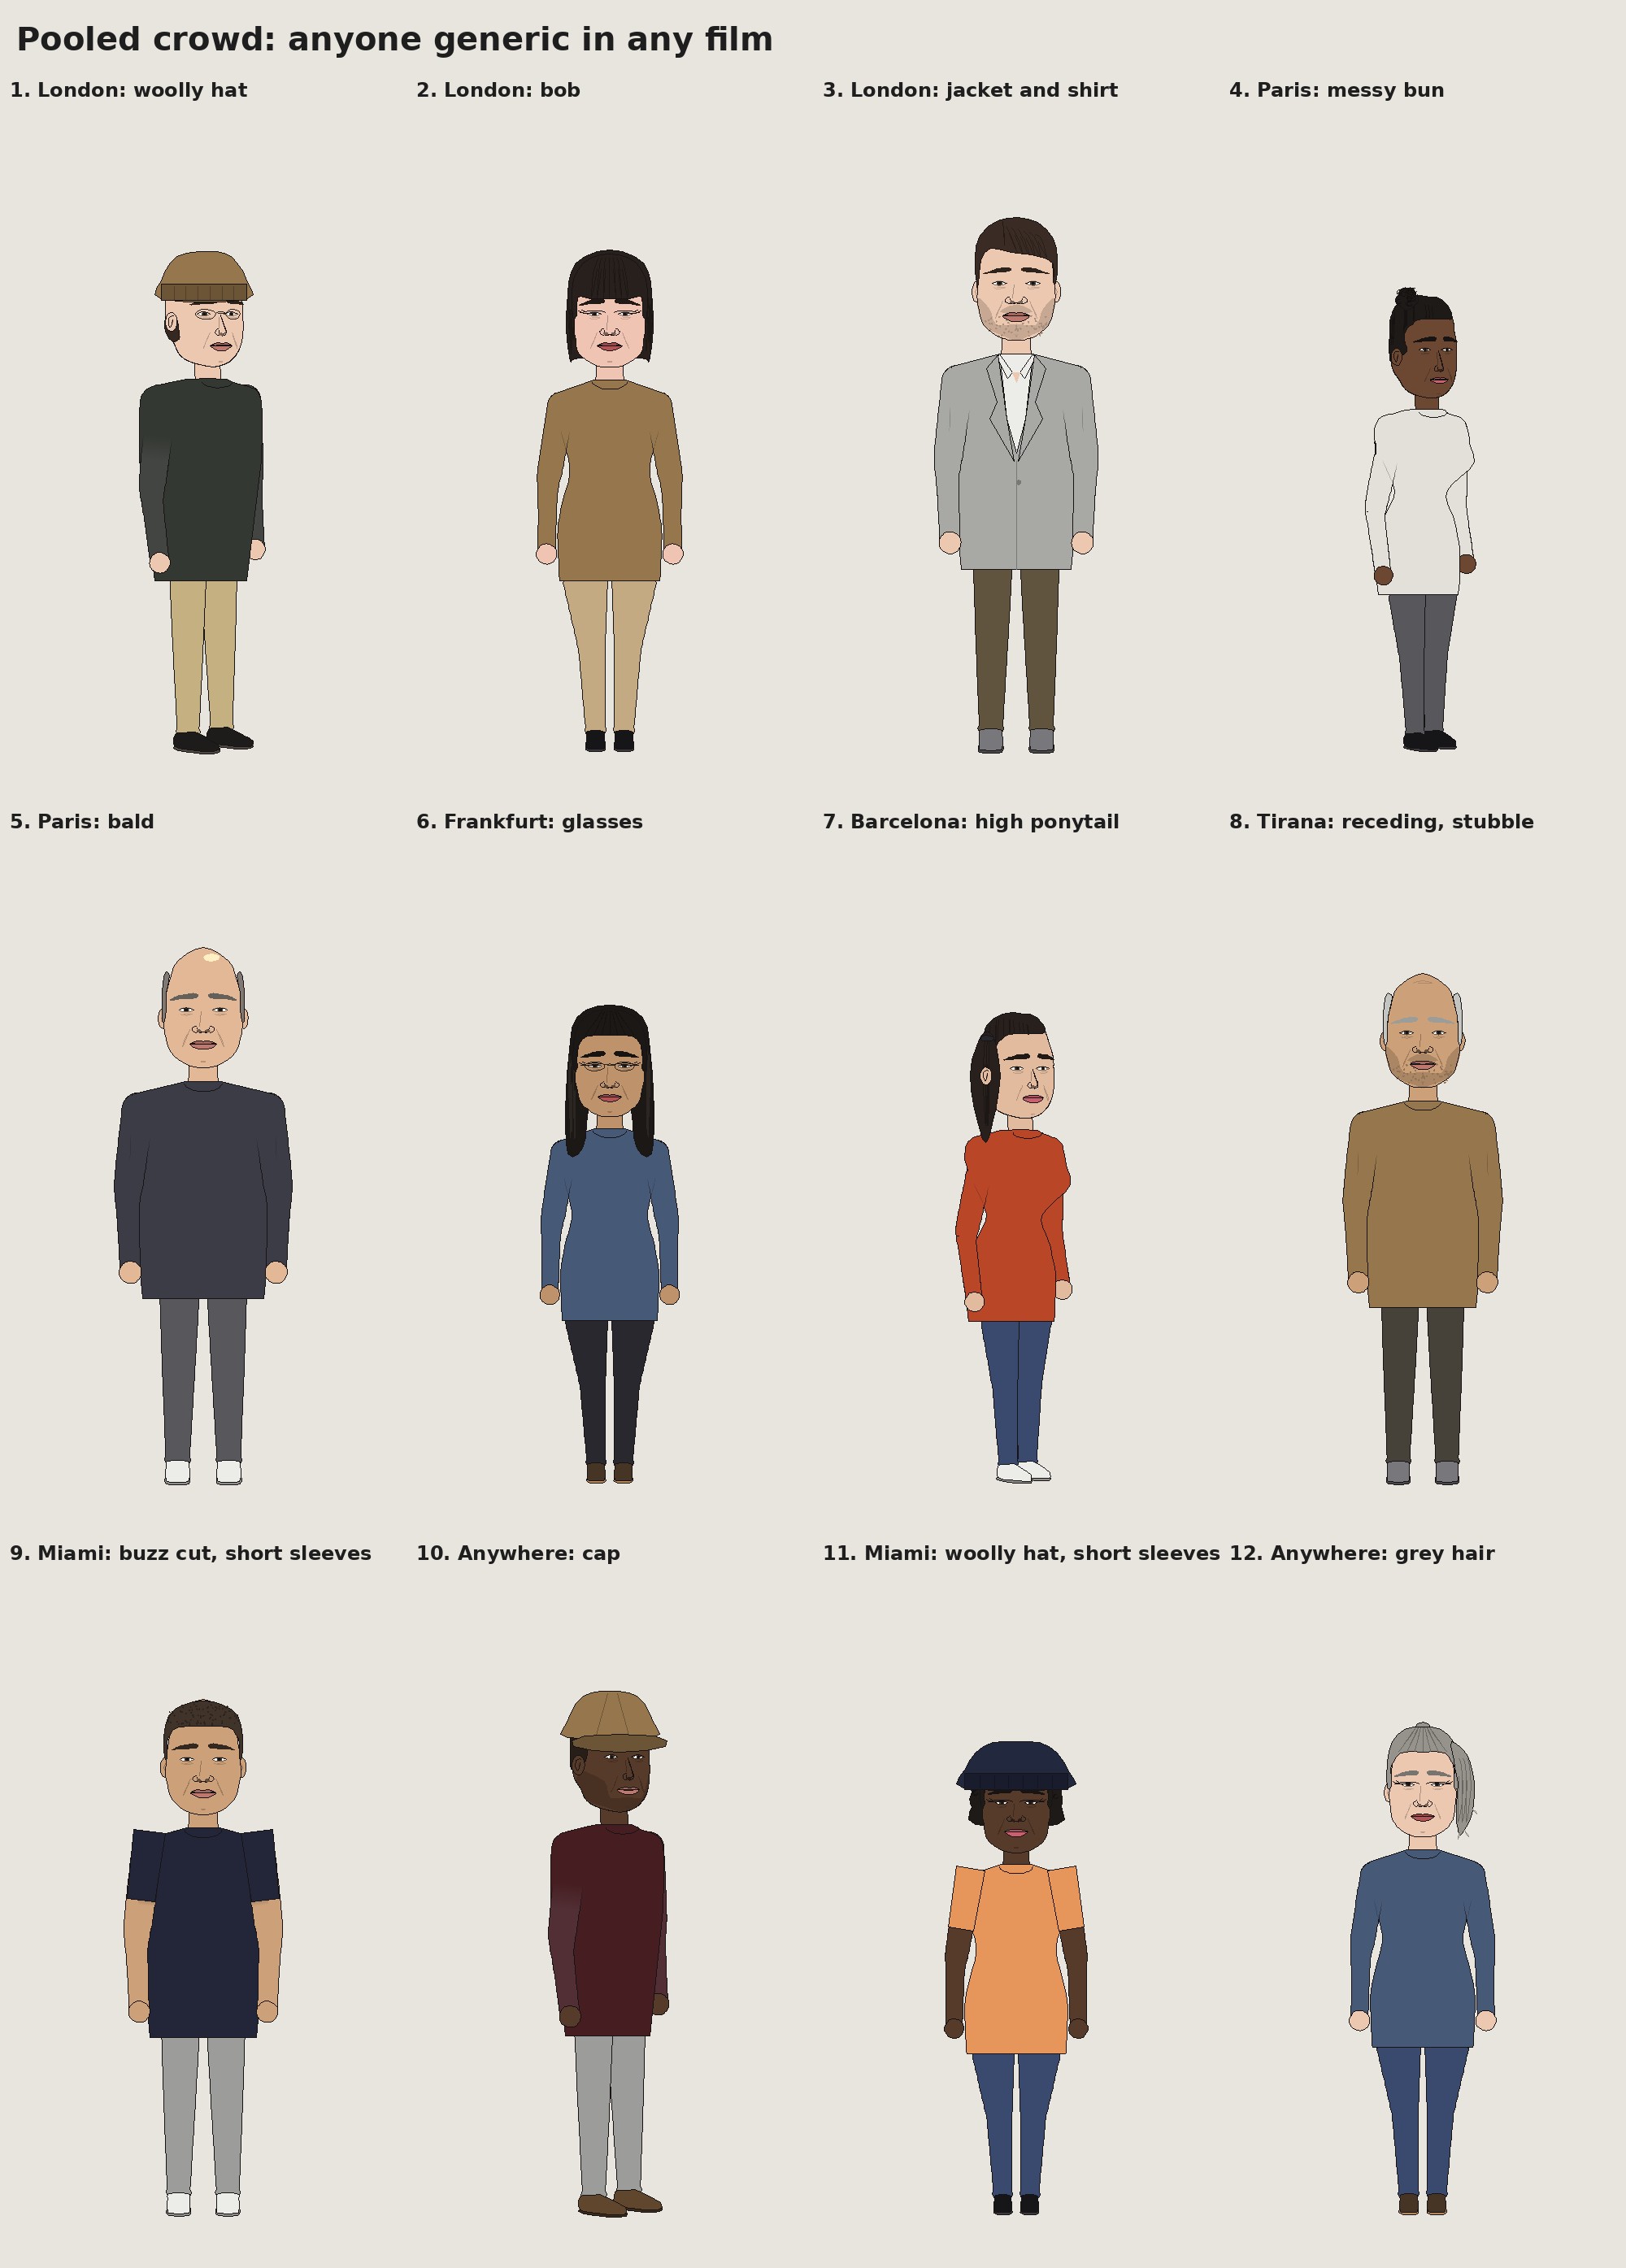 Pooled crowd: anyone generic in any film
1. London: woolly hat
2. London: bob
3. London: jacket and shirt
4. Paris: messy bun
5. Paris: bald
6. Frankfurt: glasses
7. Barcelona: high ponytail
8. Tirana: receding, stubble
9. Miami: buzz cut, short sleeves
10. Anywhere: cap
11. Miami: woolly hat, short sleeves
12. Anywhere: grey hair